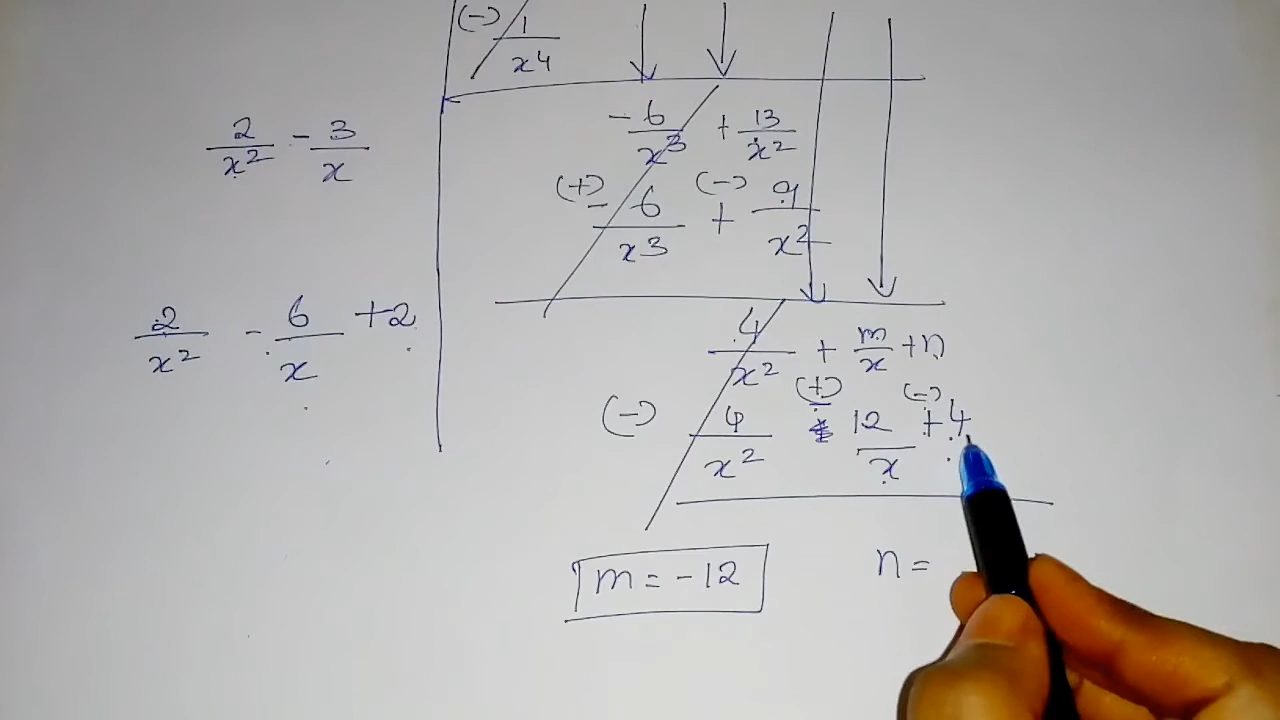 (-) 1/x⁴
2/x² - 3/x
- 6/x³ + 13/x²
(+) (-)
- 6/x³ + 9/x²
2/x² - 6/x + 2
4/x² + m/x + n
(-) (+) (-)
4/x² - 12/x + 4
m = -12
n =